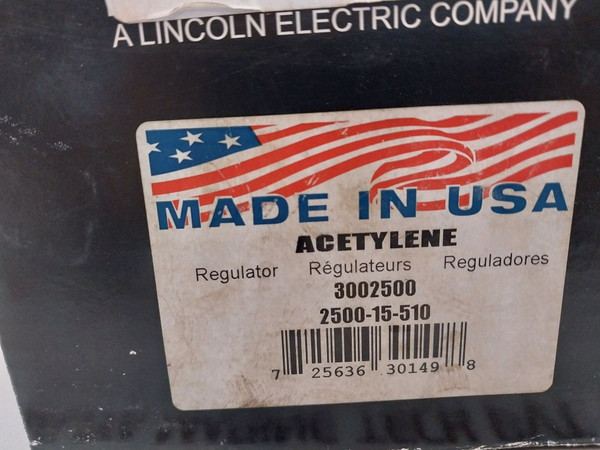 A LINCOLN ELECTRIC COMPANY
MADE IN USA
ACETYLENE
Regulator Régulateurs Reguladores
3002500
2500-15-510
7 25636 30149 8